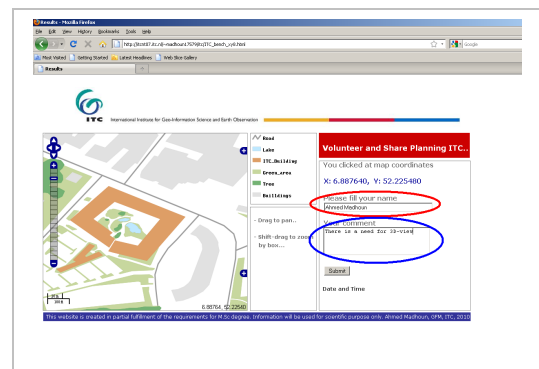 Results - Mozilla Firefox
File Edit View History Bookmarks Tools Help
Google
Most Visited Getting Started Latest Headlines Web Slice Gallery
Results
ITC International Institute for Geo-Information Science and Earth Observation
Road
Lake
ITC_Building
Green_area
Tree
Buildings
- Drag to pan..
- Shift-drag to zoom by box...
6.88764, 52.22540
Volunteer and Share Planning ITC..
You clicked at map coordinates
X: 6.887640, Y: 52.225480
Please fill your name
Ahmed Madhoun
Your comment
There is a need for 3D-view
Submit
Date and Time
This website is created in partial fulfillment of the requirements for M.Sc degree. Information will be used for scientific purpose only. Ahmed Madhoun, GFM, ITC, 2010